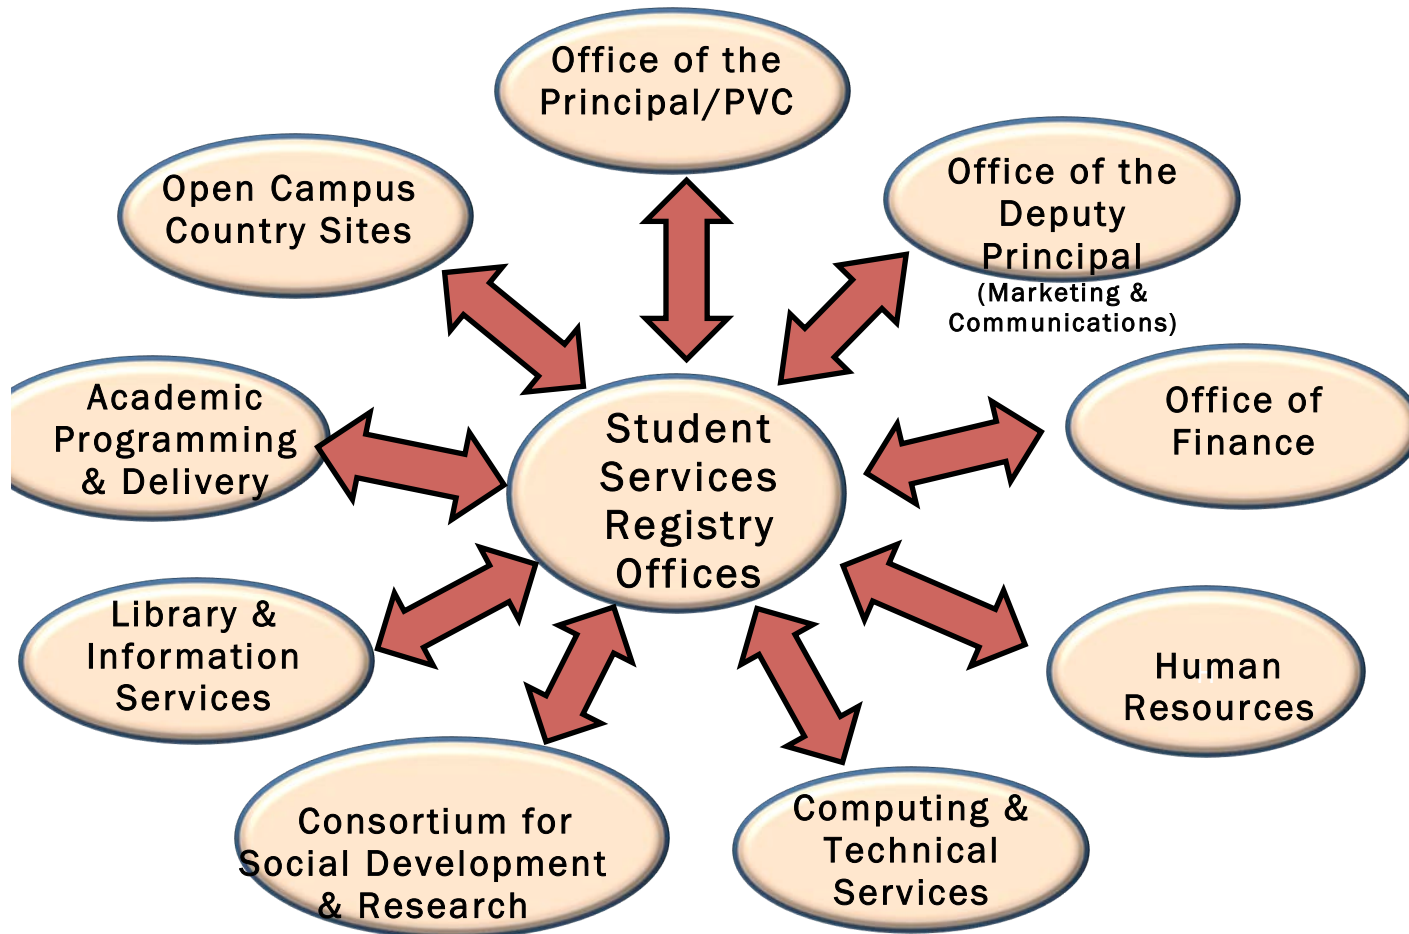 Office of the
Principal/PVC
Open Campus
Country Sites
Office of the
Deputy
Principal
(Marketing &
Communications)
Academic
Programming
& Delivery
Student
Services
Registry
Offices
Office of
Finance
Library &
Information
Services
Human
Resources
Consortium for
Social Development
& Research
Computing &
Technical
Services